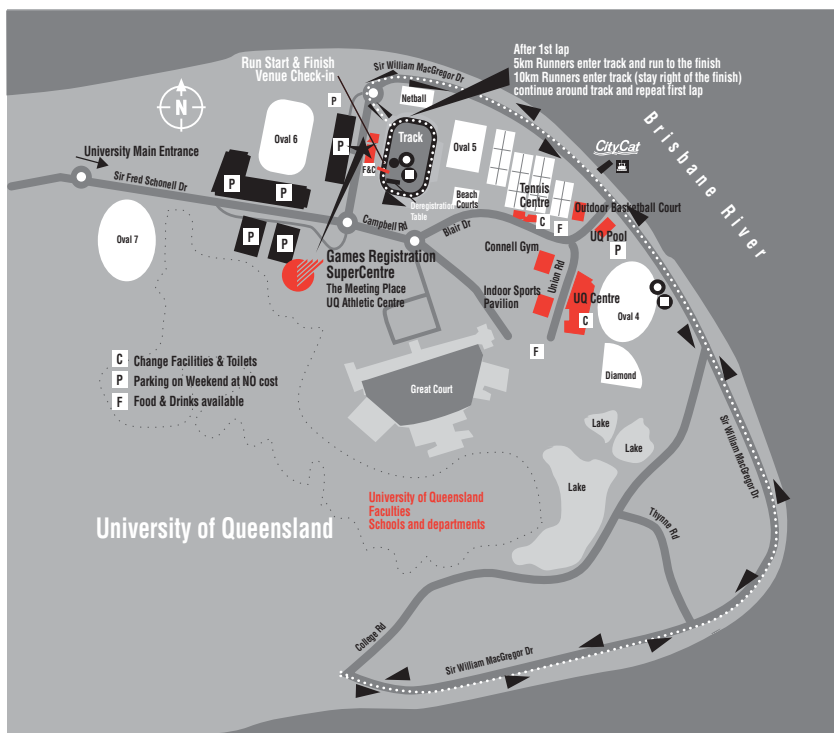 After 1st lap
5km Runners enter track and run to the finish
10km Runners enter track (stay right of the finish)
continue around track and repeat first lap
Run Start & Finish
Venue Check-in
Sir William MacGregor Dr
N
P
Netball
CityCat
Brisbane River
Oval 6
P
Track
Oval 5
University Main Entrance
F&C
Sir Fred Schonell Dr
P
P
Tennis
Centre
Beach
Courts
Deregistration
Table
Outdoor Basketball Court
C
F
Campbell Rd
Blair Dr
Oval 7
P
P
UQ Pool
P
Connell Gym
Games Registration
SuperCentre
The Meeting Place
UQ Athletic Centre
Union Rd
Indoor Sports
Pavilion
UQ Centre
C
Oval 4
F
C Change Facilities & Toilets
P Parking on Weekend at NO cost
F Food & Drinks available
Diamond
Great Court
Lake
Lake
Lake
Sir William MacGregor Dr
University of Queensland
Faculties
Schools and departments
University of Queensland
Thynne Rd
College Rd
Sir William MacGregor Dr